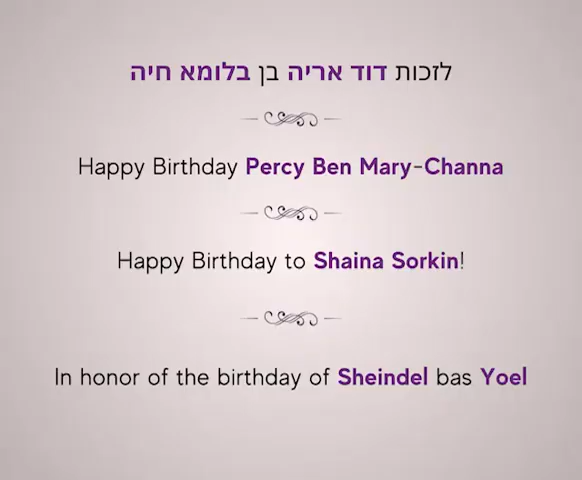 לזכות דוד אריה בן בלומא חיה
Happy Birthday Percy Ben Mary-Channa
Happy Birthday to Shaina Sorkin!
In honor of the birthday of Sheindel bas Yoel